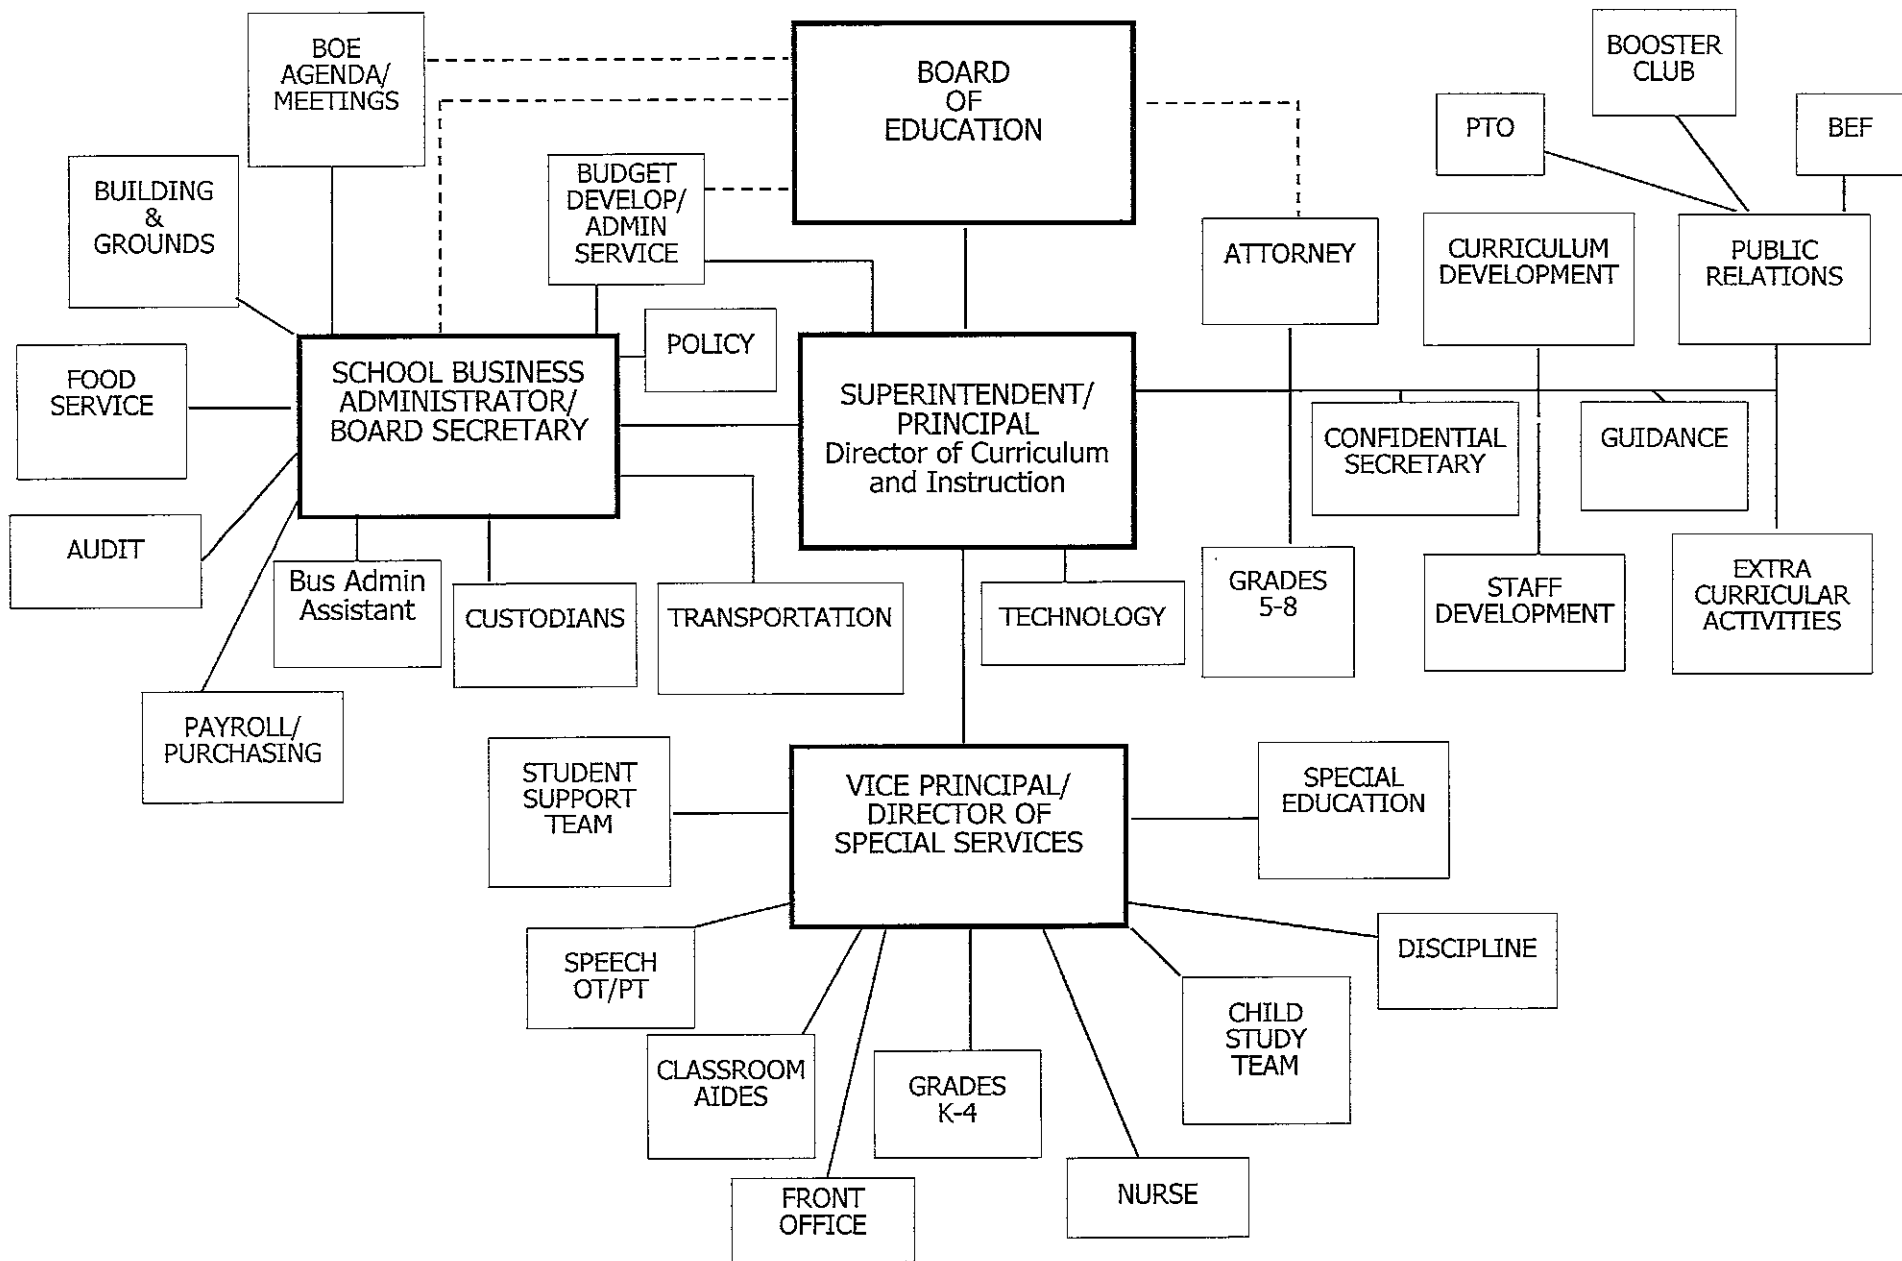 BOE
AGENDA/
MEETINGS
BOARD
OF
EDUCATION
BOOSTER
CLUB
PTO
BEF
BUILDING
&
GROUNDS
BUDGET
DEVELOP/
ADMIN
SERVICE
ATTORNEY
CURRICULUM
DEVELOPMENT
PUBLIC
RELATIONS
FOOD
SERVICE
SCHOOL BUSINESS
ADMINISTRATOR/
BOARD SECRETARY
POLICY
SUPERINTENDENT/
PRINCIPAL
Director of Curriculum
and Instruction
CONFIDENTIAL
SECRETARY
GUIDANCE
AUDIT
Bus Admin
Assistant
CUSTODIANS
TRANSPORTATION
TECHNOLOGY
GRADES
5-8
STAFF
DEVELOPMENT
EXTRA
CURRICULAR
ACTIVITIES
PAYROLL/
PURCHASING
STUDENT
SUPPORT
TEAM
VICE PRINCIPAL/
DIRECTOR OF
SPECIAL SERVICES
SPECIAL
EDUCATION
SPEECH
OT/PT
DISCIPLINE
CLASSROOM
AIDES
GRADES
K-4
CHILD
STUDY
TEAM
FRONT
OFFICE
NURSE